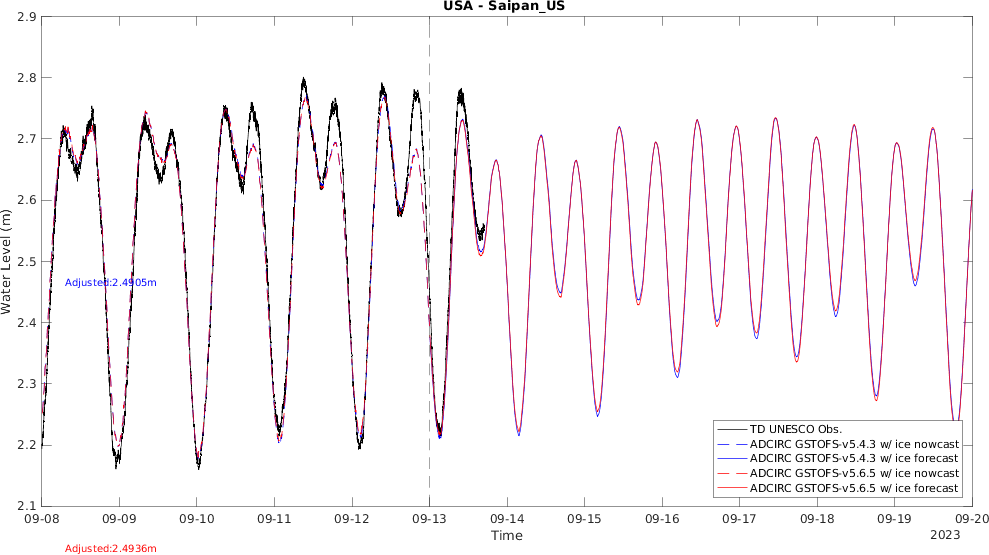 USA - Saipan_US
2.9
2.8
2.7
2.6
2.5
2.4
2.3
2.2
2.1
Water Level (m)
Adjusted:2.4905m
TD UNESCO Obs.
ADCIRC GSTOFS-v5.4.3 w/ ice nowcast
ADCIRC GSTOFS-v5.4.3 w/ ice forecast
ADCIRC GSTOFS-v5.6.5 w/ ice nowcast
ADCIRC GSTOFS-v5.6.5 w/ ice forecast
09-08 09-09 09-10 09-11 09-12 09-13 09-14 09-15 09-16 09-17 09-18 09-19 09-20
Time
2023
Adjusted:2.4936m